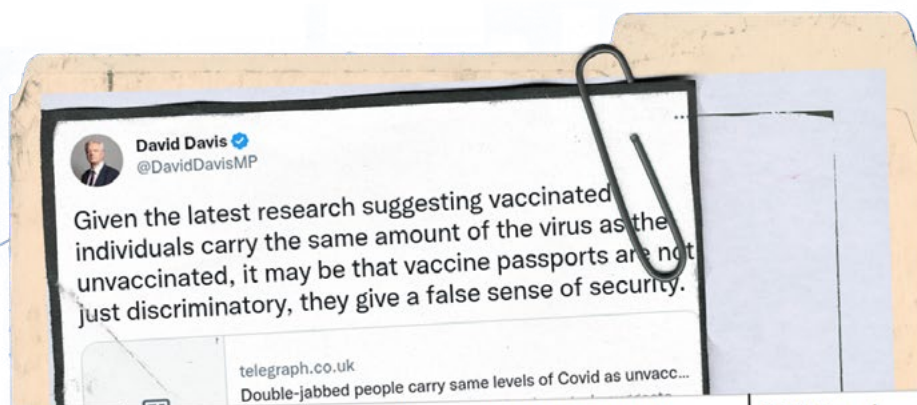 David Davis
@DavidDavisMP
Given the latest research suggesting vaccinated
individuals carry the same amount of the virus as the
unvaccinated, it may be that vaccine passports are not
just discriminatory, they give a false sense of security.
telegraph.co.uk
Double-jabbed people carry same levels of Covid as unvacc...